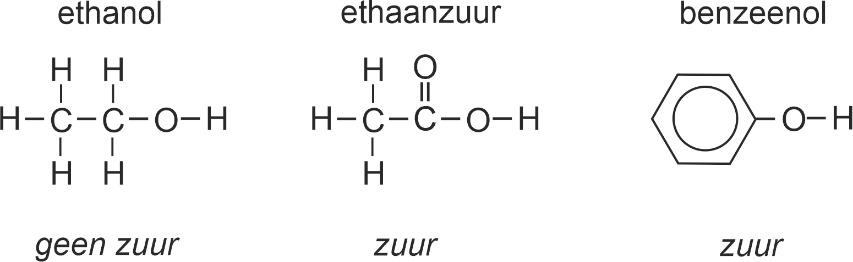 ethanol ethaanzuur benzeenol
H H H O
H C C O H H C C O H O H
H H H
geen zuur zuur zuur